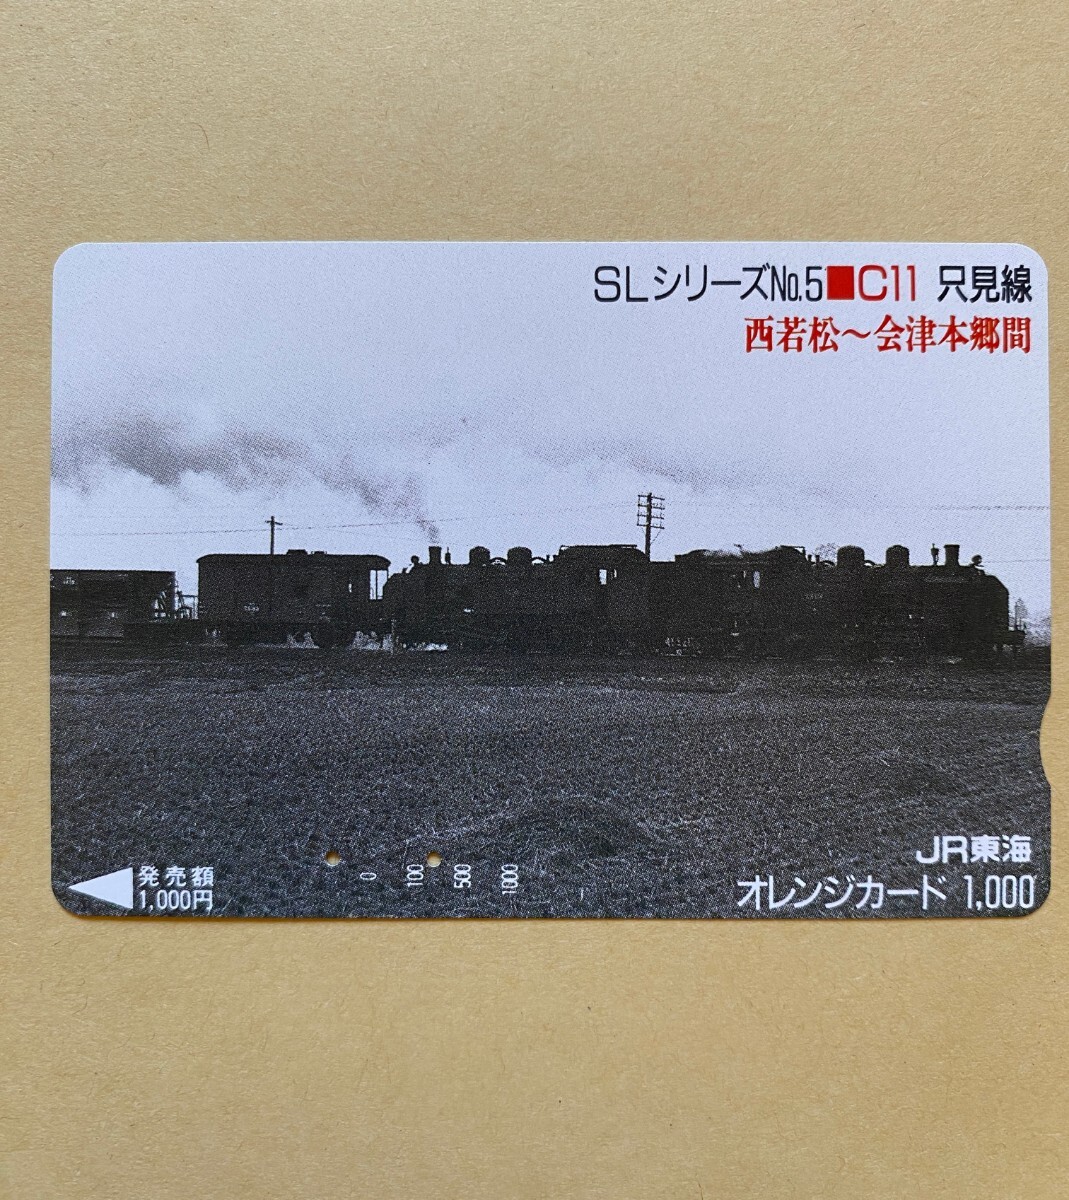 SLシリーズNo.5■C11 只見線
西若松～会津本郷間
JR東海
オレンジカード 1,000
発売額
1,000円
0 100 500 1000